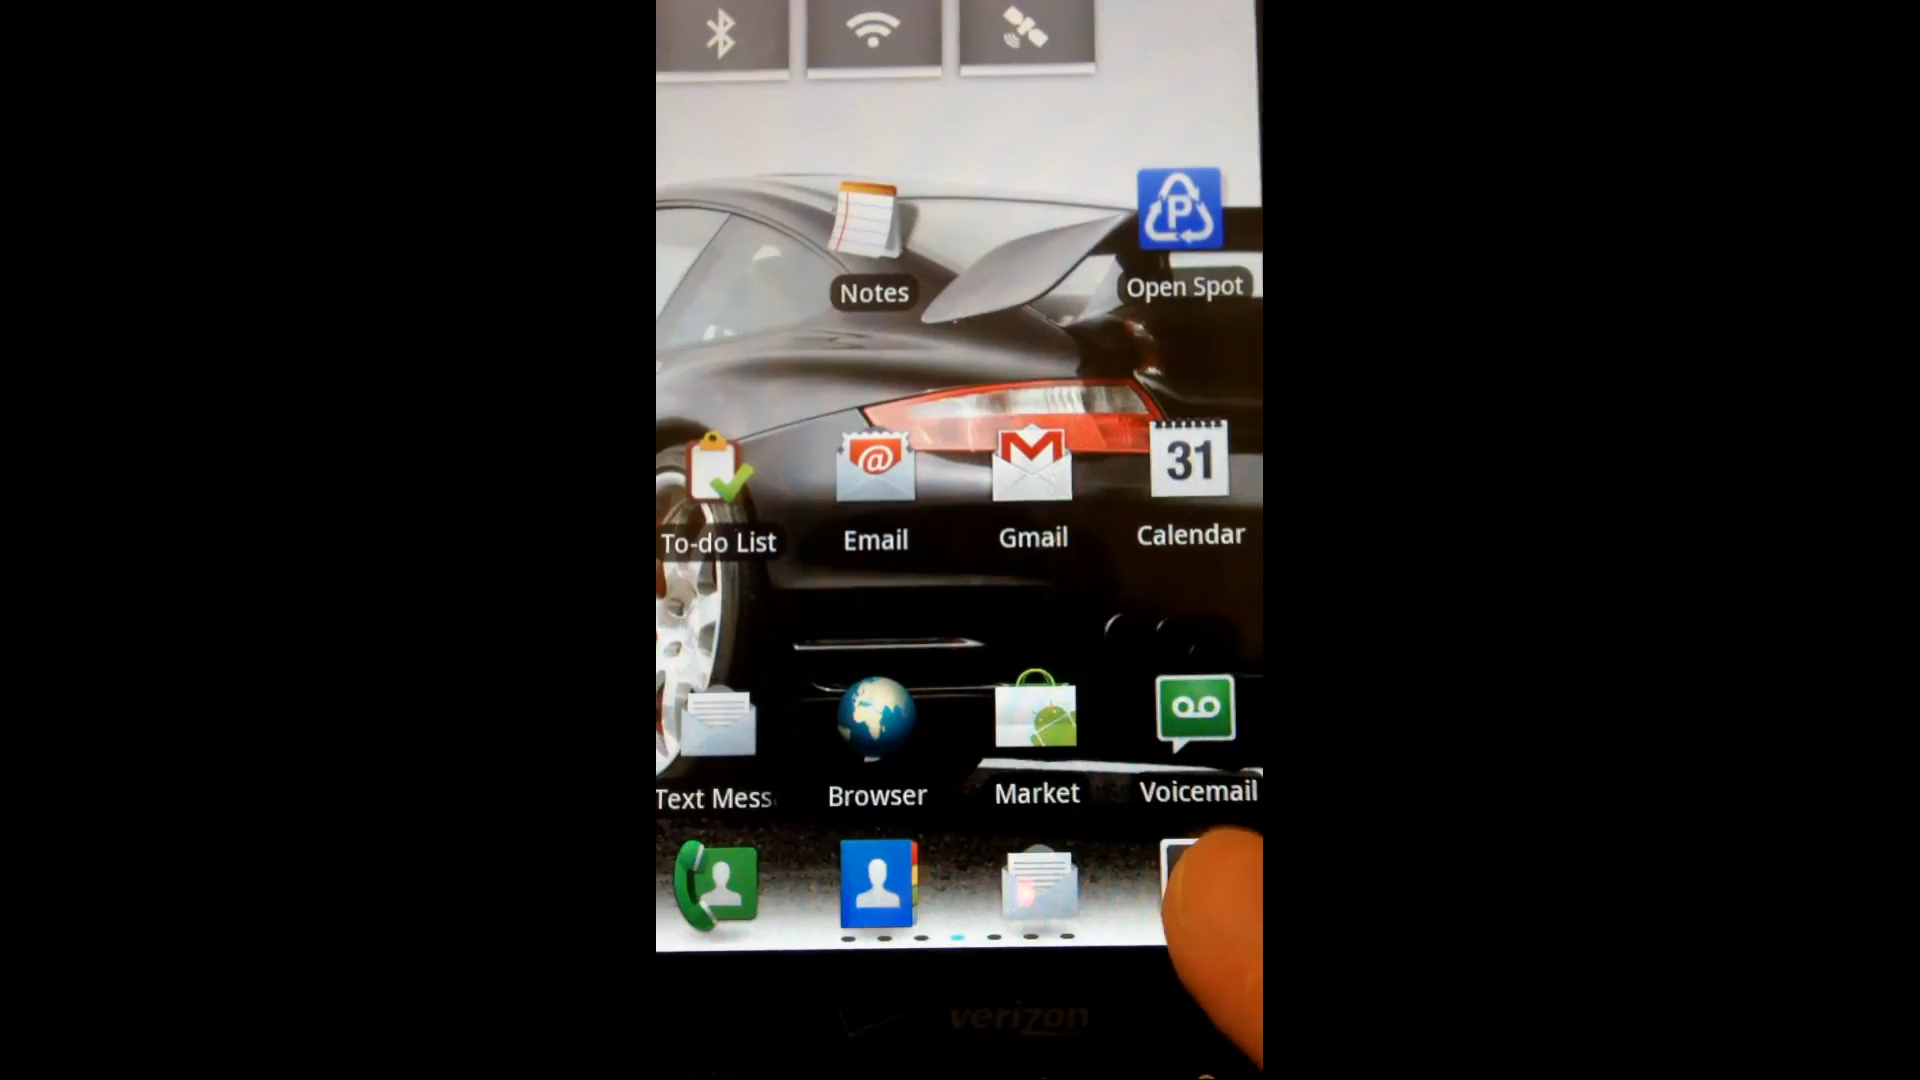 Notes
P
Open Spot
To-do List
@
Email
M
Gmail
31
Calendar
Text Mess
Browser
Market
Voicemail
verizon